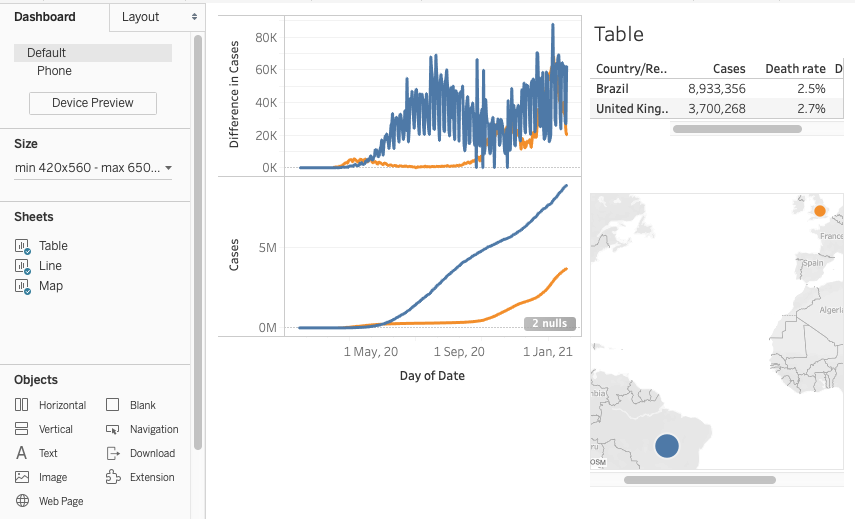 Dashboard
Layout
Default
Phone
Device Preview
Size
min 420x560 - max 650...
Sheets
Table
Line
Map
Objects
Horizontal
Blank
Vertical
Navigation
Text
Download
Image
Extension
Web Page
Difference in Cases
80K
60K
40K
20K
0K
Cases
5M
0M
2 nulls
1 May, 20
1 Sep, 20
1 Jan, 21
Day of Date
Table
Country/Re.. Cases Death rate D
Brazil 8,933,356 2.5%
United King.. 3,700,268 2.7%
France
Spain
Algeri
nbia
ru
OSM